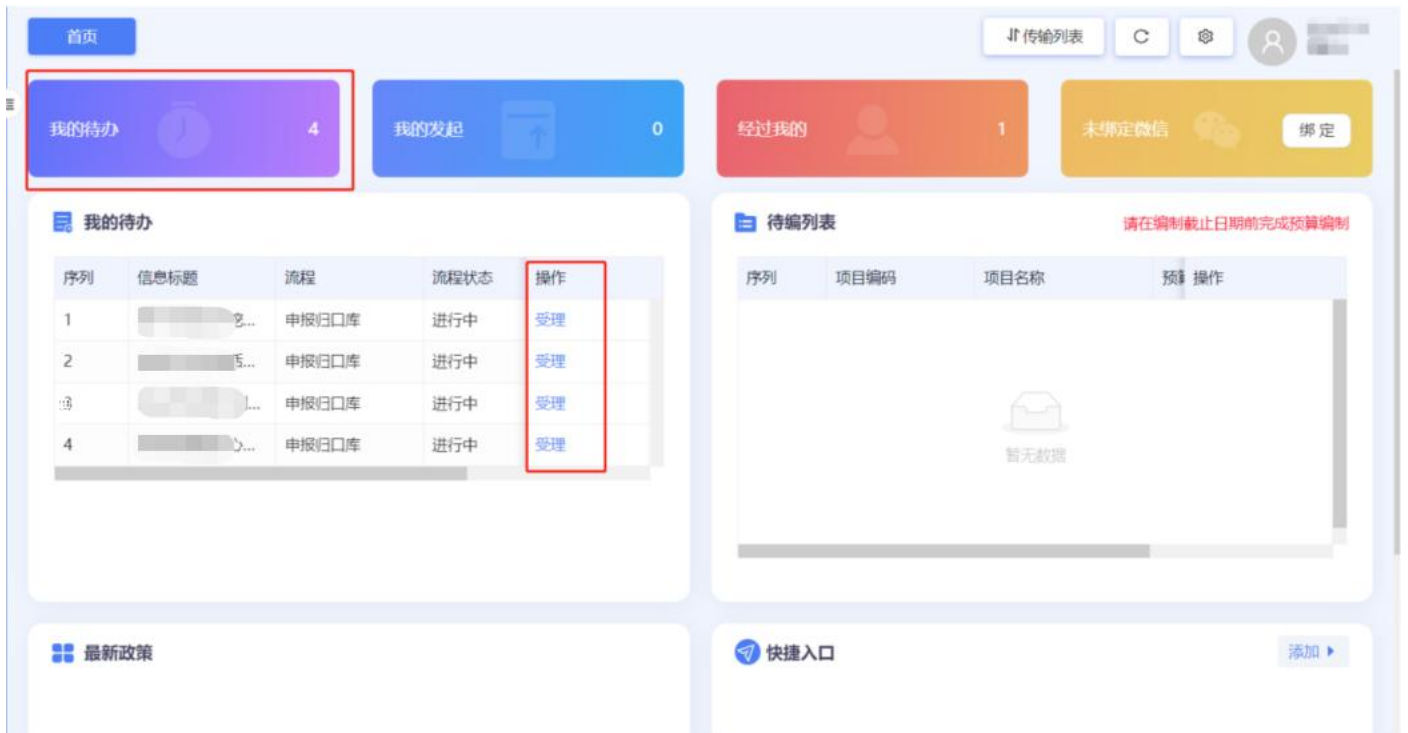 首页
传输列表
我的待办 4
我的发起 0
经过我的 1
未绑定微信 绑 定
我的待办
序列 信息标题 流程 流程状态 操作
1 挖... 申报归口库 进行中 受理
2 ... 申报归口库 进行中 受理
3 ... 申报归口库 进行中 受理
4 心... 申报归口库 进行中 受理
待编列表
请在编制截止日期前完成预算编制
序列 项目编码 项目名称 预算 操作
暂无数据
最新政策
快捷入口
添加